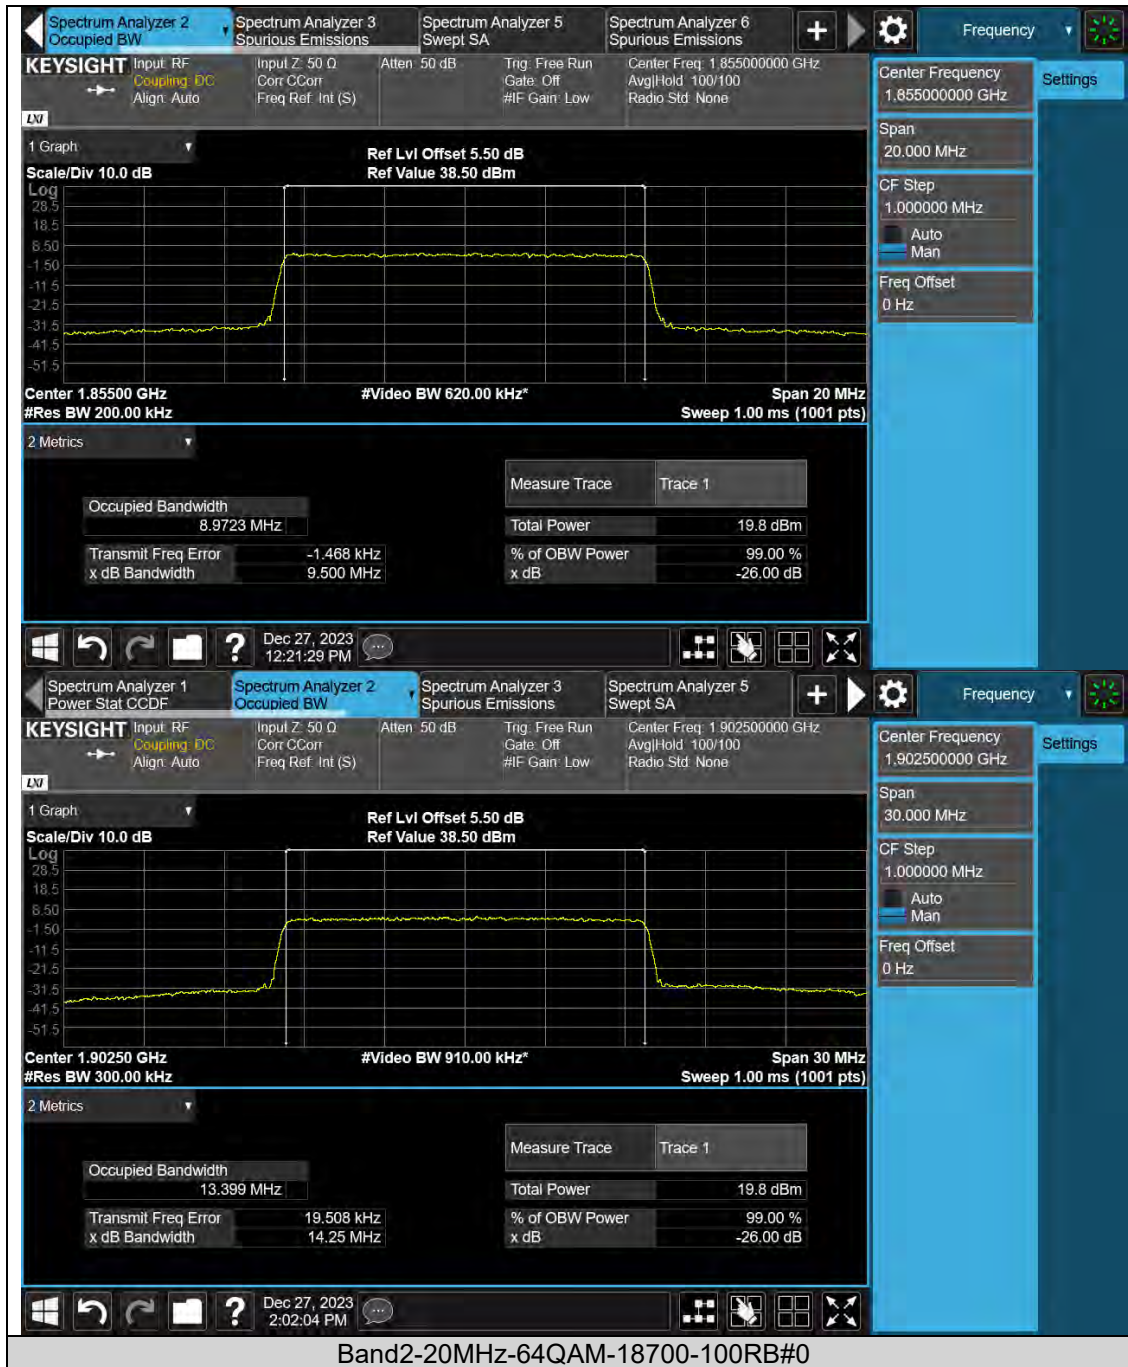 Spectrum Analyzer 2
Occupied BW
Spectrum Analyzer 3
Spurious Emissions
Spectrum Analyzer 5
Swept SA
Spectrum Analyzer 6
Spurious Emissions
+
Frequency
KEYSIGHT
Input: RF
Coupling: DC
Align: Auto
Input Z: 50 Ω
Corr CCorr
Freq Ref: Int (S)
Atten: 50 dB
Trig: Free Run
Gate: Off
#IF Gain: Low
Center Freq: 1.855000000 GHz
Avg|Hold: 100/100
Radio Std: None
LXI
Center Frequency
1.855000000 GHz
Settings
Span
20.000 MHz
CF Step
1.000000 MHz
Auto
Man
Freq Offset
0 Hz
1 Graph
Scale/Div 10.0 dB
Ref Lvl Offset 5.50 dB
Ref Value 38.50 dBm
Log
28.5
18.5
8.50
-1.50
-11.5
-21.5
-31.5
-41.5
-51.5
Center 1.85500 GHz
#Video BW 620.00 kHz*
Span 20 MHz
#Res BW 200.00 kHz
Sweep 1.00 ms (1001 pts)
2 Metrics
Measure Trace
Trace 1
Occupied Bandwidth
8.9723 MHz
Total Power
19.8 dBm
Transmit Freq Error
-1.468 kHz
% of OBW Power
99.00 %
x dB Bandwidth
9.500 MHz
x dB
-26.00 dB
?
Dec 27, 2023
12:21:29 PM
Spectrum Analyzer 1
Power Stat CCDF
Spectrum Analyzer 2
Occupied BW
Spectrum Analyzer 3
Spurious Emissions
Spectrum Analyzer 5
Swept SA
+
Frequency
KEYSIGHT
Input: RF
Coupling: DC
Align: Auto
Input Z: 50 Ω
Corr CCorr
Freq Ref: Int (S)
Atten: 50 dB
Trig: Free Run
Gate: Off
#IF Gain: Low
Center Freq: 1.902500000 GHz
Avg|Hold: 100/100
Radio Std: None
LXI
Center Frequency
1.902500000 GHz
Settings
Span
30.000 MHz
CF Step
1.000000 MHz
Auto
Man
Freq Offset
0 Hz
1 Graph
Scale/Div 10.0 dB
Ref Lvl Offset 5.50 dB
Ref Value 38.50 dBm
Log
28.5
18.5
8.50
-1.50
-11.5
-21.5
-31.5
-41.5
-51.5
Center 1.90250 GHz
#Video BW 910.00 kHz*
Span 30 MHz
#Res BW 300.00 kHz
Sweep 1.00 ms (1001 pts)
2 Metrics
Measure Trace
Trace 1
Occupied Bandwidth
13.399 MHz
Total Power
19.8 dBm
Transmit Freq Error
19.508 kHz
% of OBW Power
99.00 %
x dB Bandwidth
14.25 MHz
x dB
-26.00 dB
?
Dec 27, 2023
2:02:04 PM
Band2-20MHz-64QAM-18700-100RB#0